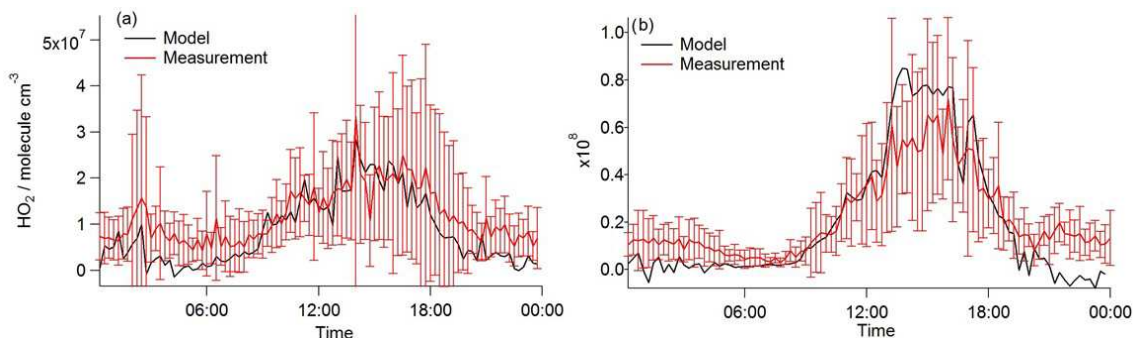 (a)
Model
Measurement
5x10⁷
4
3
2
1
0
HO₂ / molecule cm⁻³
06:00 12:00 18:00 00:00
Time
(b)
Model
Measurement
1.0
0.8
0.6
0.4
0.2
0.0
x10⁸
06:00 12:00 18:00 00:00
Time